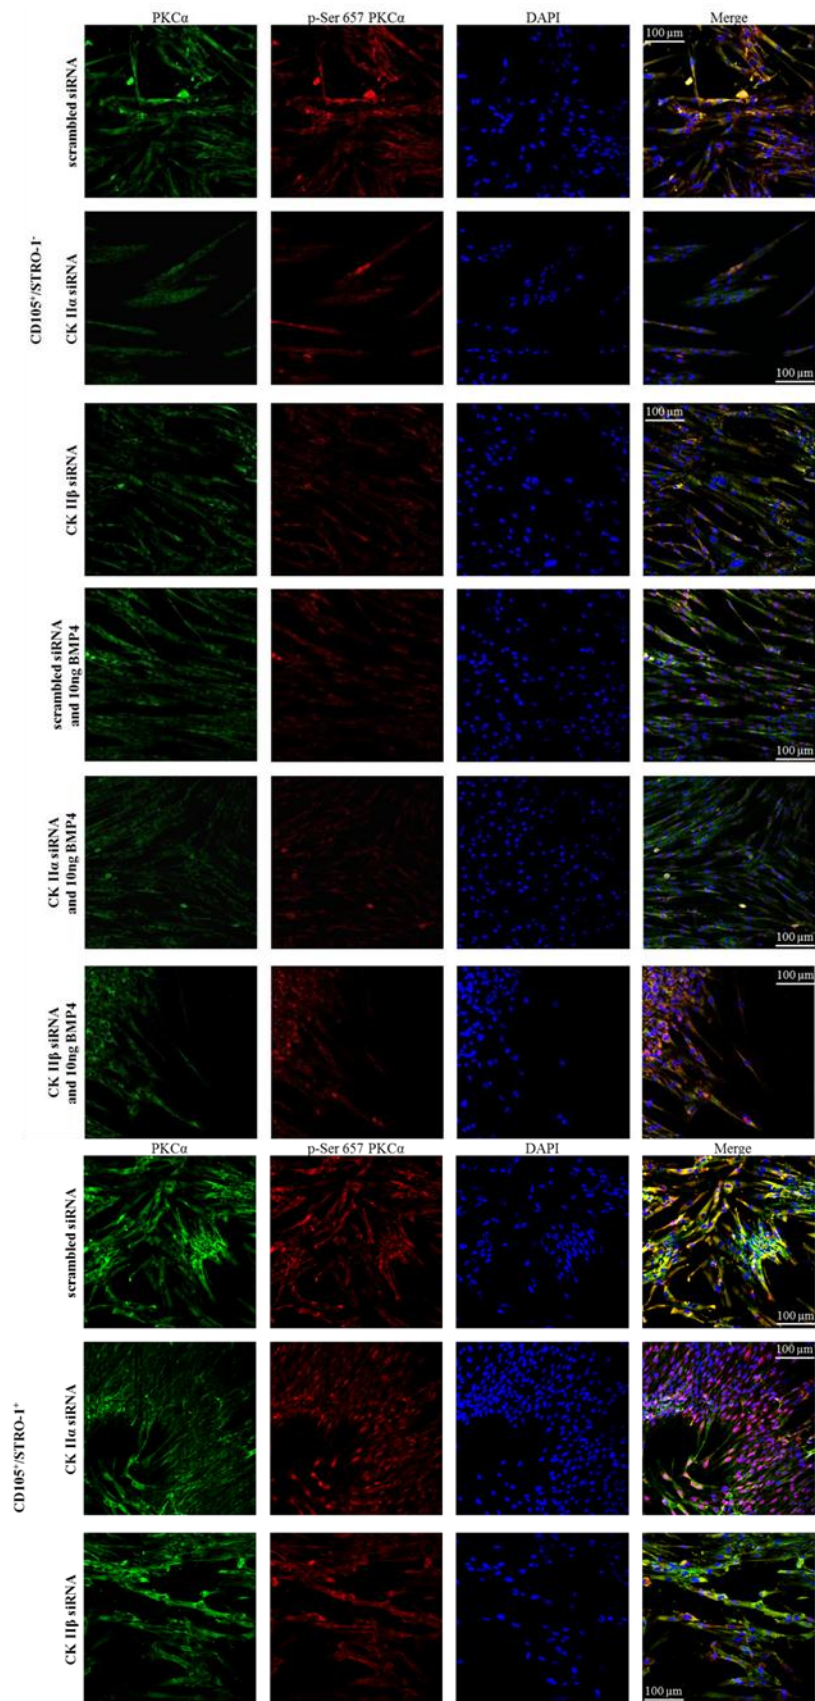 PKCα p-Ser 657 PKCα DAPI Merge
CD105⁺/STRO-1⁻
scrambled siRNA
100 µm
CK IIα siRNA
100 µm
CK IIβ siRNA
100 µm
scrambled siRNA
and 10ng BMP4
100 µm
CK IIα siRNA
and 10ng BMP4
100 µm
CK IIβ siRNA
and 10ng BMP4
100 µm
PKCα p-Ser 657 PKCα DAPI Merge
CD105⁺/STRO-1⁺
scrambled siRNA
100 µm
CK IIα siRNA
100 µm
CK IIβ siRNA
100 µm